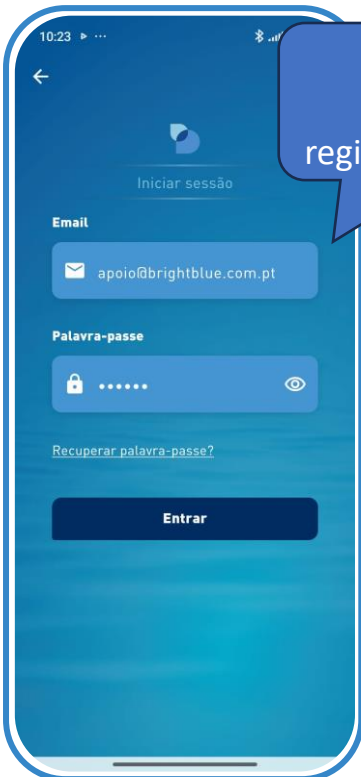 10:23
Iniciar sessão
Email
apoio@brightblue.com.pt
Palavra-passe
Recuperar palavra-passe?
Entrar